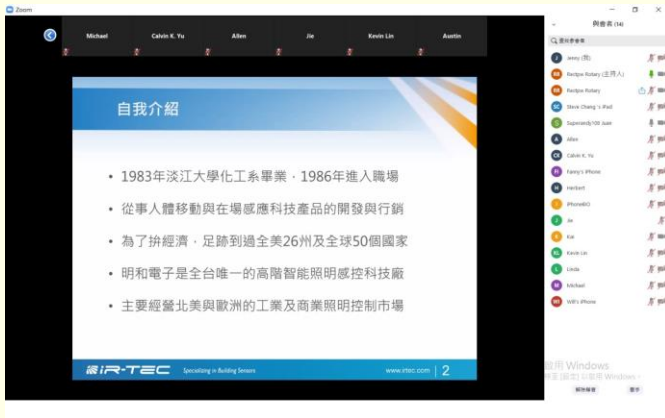 Zoom
與會者 (14)
Michael
Calvin K. Yu
Allen
Jie
Kevin Lin
Austin
自我介紹
• 1983年淡江大學化工系畢業，1986年進入職場
• 從事人體移動與在場感應科技產品的開發與行銷
• 為了拚經濟，足跡到過全美26州及全球50個國家
• 明和電子是全台唯一的高階智能照明感控科技廠
• 主要經營北美與歐洲的工業及商業照明控制市場
IR-TEC
Specializing in Building Sensors
www.irtec.com | 2
Jenny (我)
Recipe Rotary (主持人)
Recipe Rotary
Steve Chang 's iPad
Allen
Calvin K. Yu
Fanny's iPhone
Herbert
Jie
Kai
Kevin Lin
Linda
Michael
Will's iPhone
啟用 Windows
解除靜音